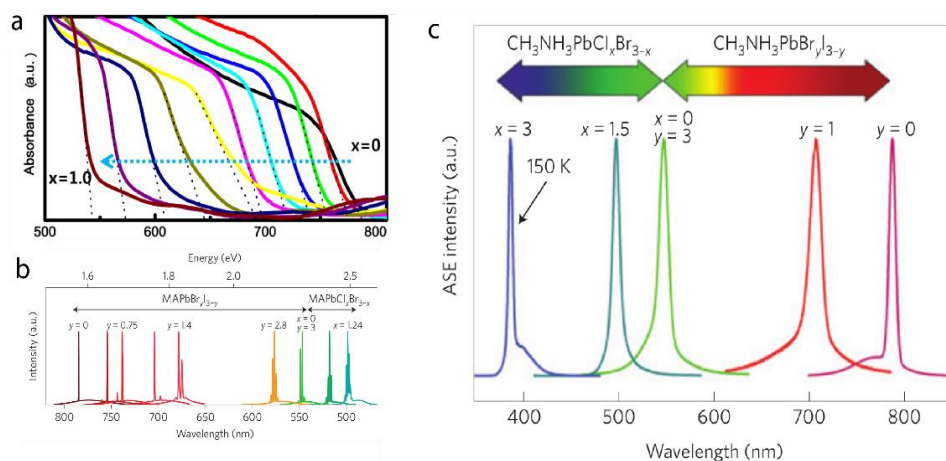 a
Absorbance (a.u.)
x=0
x=1.0
500 600 700 800
Energy (eV)
b
1.6 1.8 2.0 2.5
MAPbBrᵧI₃₋ᵧ MAPbClₓBr₃₋ₓ
y = 0 y = 0.75 y = 1.4 y = 2.8 x = 0 y = 3 x = 1.24
Intensity (a.u.)
800 750 700 650 600 550 500
Wavelength (nm)
c
CH₃NH₃PbClₓBr₃₋ₓ CH₃NH₃PbBrᵧI₃₋ᵧ
x = 3 x = 1.5 x = 0 y = 3 y = 1 y = 0
150 K
ASE intensity (a.u.)
400 500 600 700 800
Wavelength (nm)